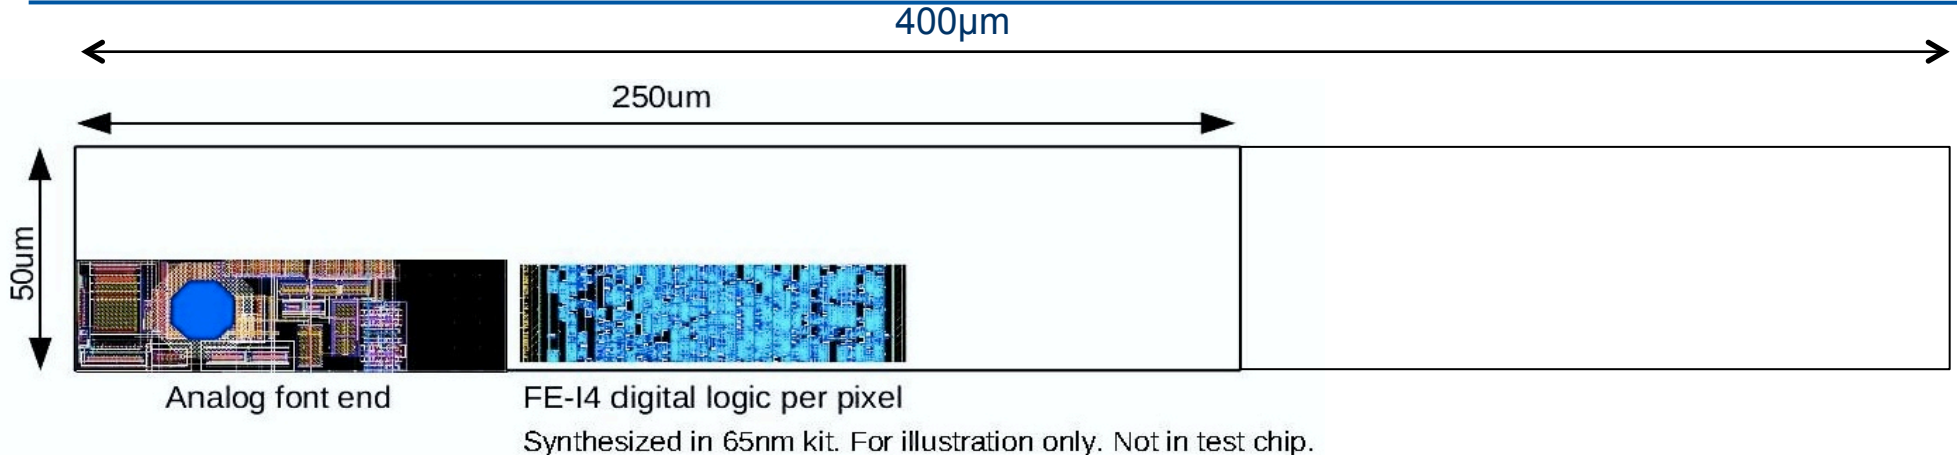 400µm
250um
50um
Analog font end
FE-I4 digital logic per pixel
Synthesized in 65nm kit. For illustration only. Not in test chip.